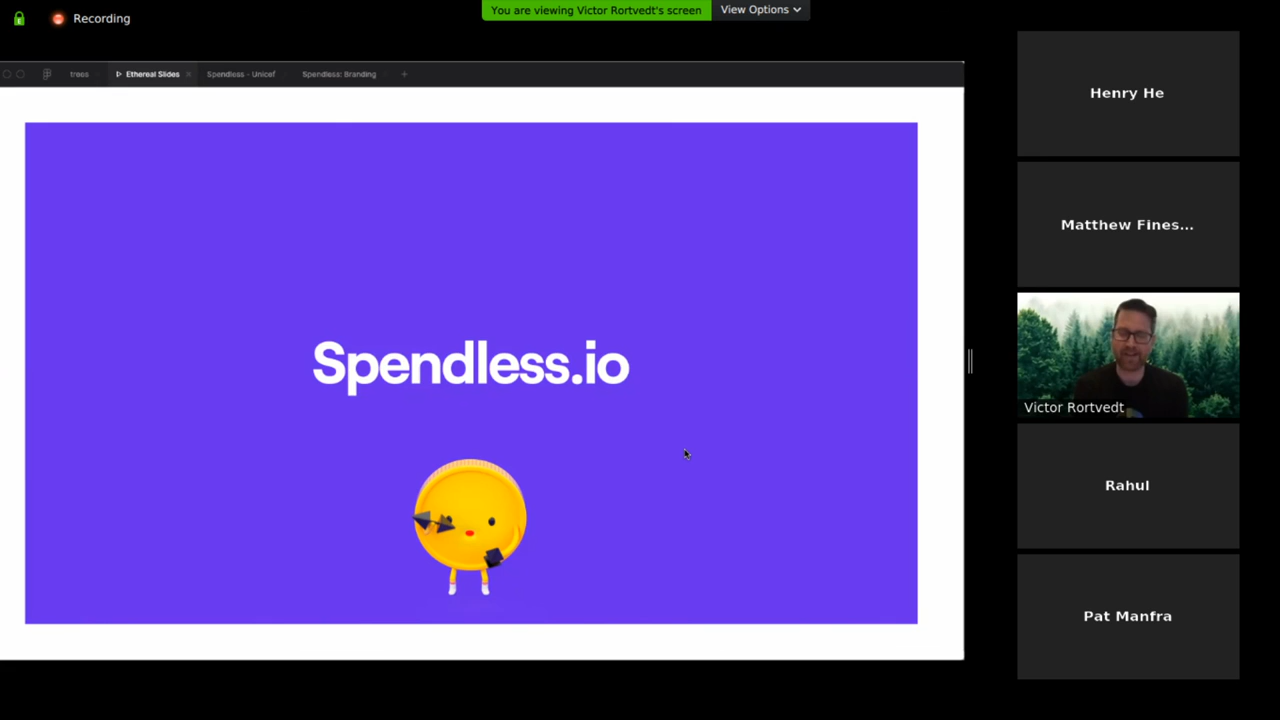 Recording
You are viewing Victor Rortvedt's screen
View Options
trees
Ethereal Slides
Spendless - Unicef
Spendless: Branding
Spendless.io
Henry He
Matthew Fines...
Victor Rortvedt
Rahul
Pat Manfra